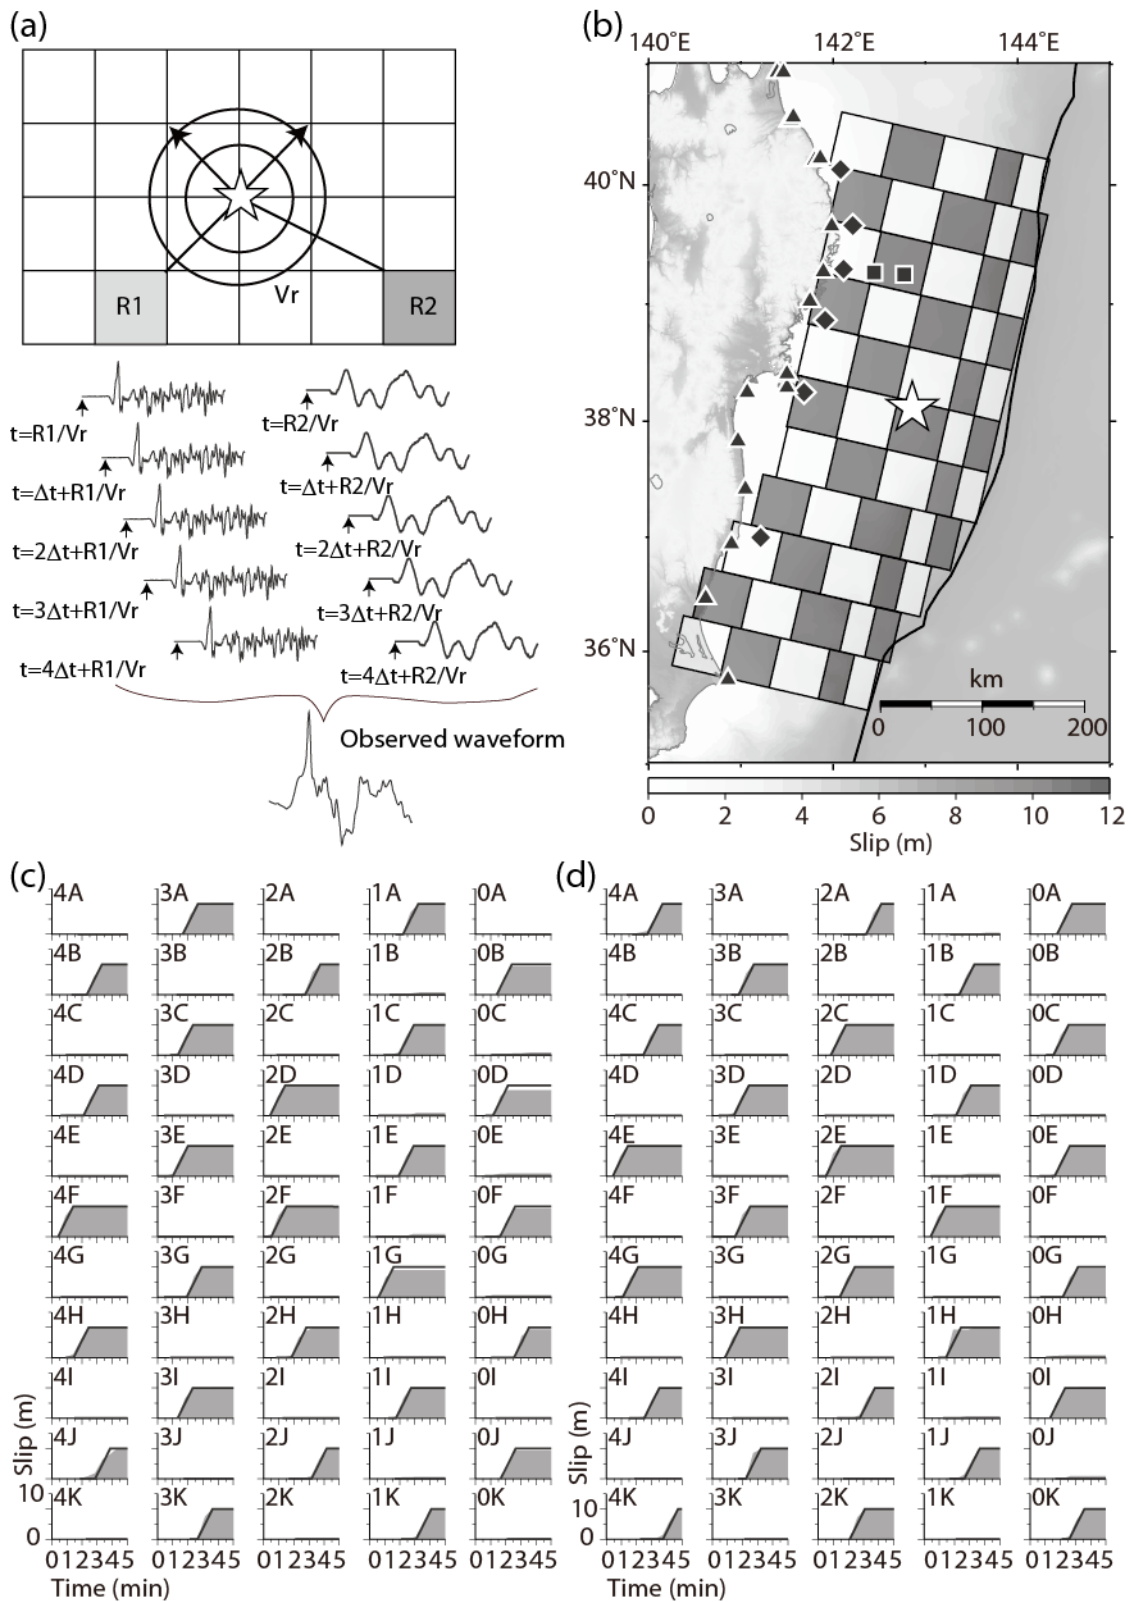 (a)
R1
Vr
R2
t=R1/Vr
t=R2/Vr
t=Δt+R1/Vr
t=Δt+R2/Vr
t=2Δt+R1/Vr
t=2Δt+R2/Vr
t=3Δt+R1/Vr
t=3Δt+R2/Vr
t=4Δt+R1/Vr
t=4Δt+R2/Vr
Observed waveform
(b)
140˚E 142˚E 144˚E
40˚N
38˚N
36˚N
km
0 100 200
0 2 4 6 8 10 12
Slip (m)
(c)
4A 3A 2A 1A 0A
4B 3B 2B 1B 0B
4C 3C 2C 1C 0C
4D 3D 2D 1D 0D
4E 3E 2E 1E 0E
4F 3F 2F 1F 0F
4G 3G 2G 1G 0G
4H 3H 2H 1H 0H
4I 3I 2I 1I 0I
4J 3J 2J 1J 0J
4K 3K 2K 1K 0K
Slip (m)
10
0
012345 012345 012345 012345 012345
Time (min)
(d)
4A 3A 2A 1A 0A
4B 3B 2B 1B 0B
4C 3C 2C 1C 0C
4D 3D 2D 1D 0D
4E 3E 2E 1E 0E
4F 3F 2F 1F 0F
4G 3G 2G 1G 0G
4H 3H 2H 1H 0H
4I 3I 2I 1I 0I
4J 3J 2J 1J 0J
4K 3K 2K 1K 0K
Slip (m)
10
0
012345 012345 012345 012345 012345
Time (min)